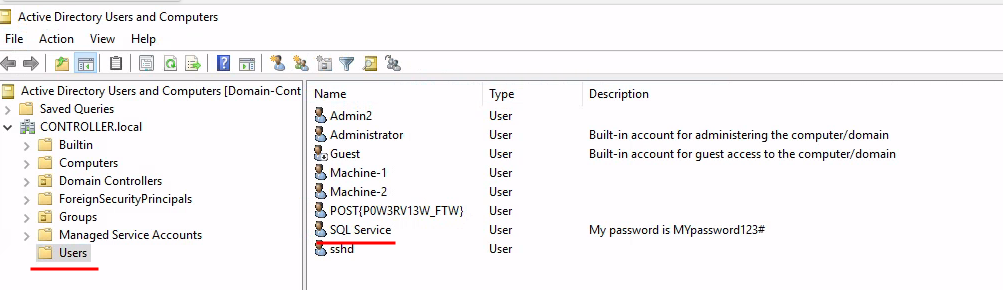 Active Directory Users and Computers
File Action View Help
Active Directory Users and Computers [Domain-Cont
Saved Queries
CONTROLLER.local
Builtin
Computers
Domain Controllers
ForeignSecurityPrincipals
Groups
Managed Service Accounts
Users
Name Type Description
Admin2 User
Administrator User Built-in account for administering the computer/domain
Guest User Built-in account for guest access to the computer/domain
Machine-1 User
Machine-2 User
POST{P0W3RV13W_FTW} User
SQL Service User My password is MYpassword123#
sshd User